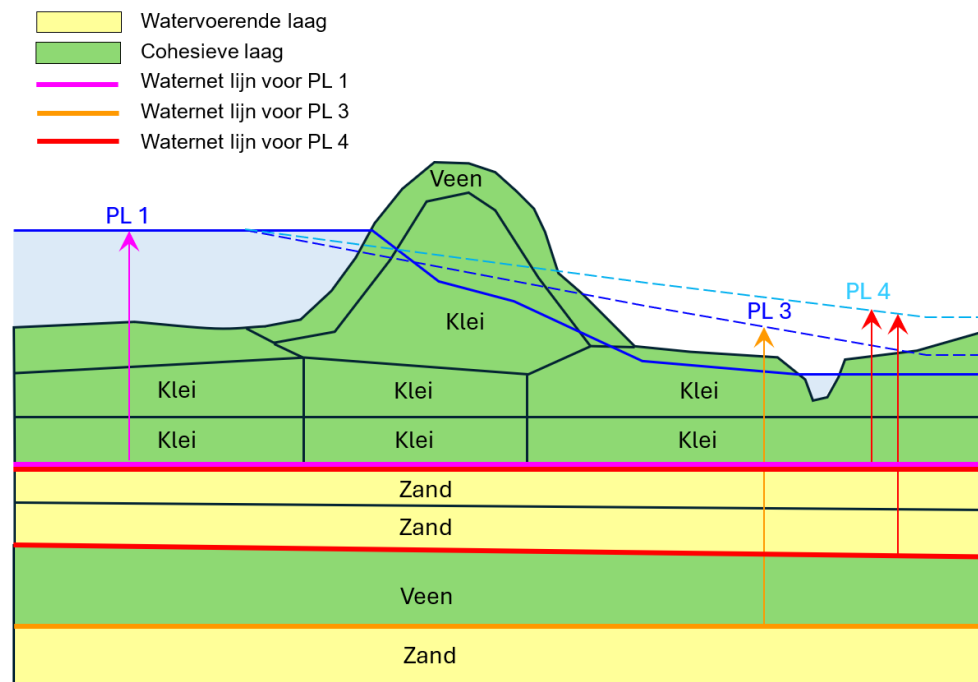 Watervoerende laag
Cohesieve laag
Waternet lijn voor PL 1
Waternet lijn voor PL 3
Waternet lijn voor PL 4
Veen
PL 1
PL 4
PL 3
Klei
Klei
Klei
Klei
Klei
Klei
Klei
Zand
Zand
Veen
Zand